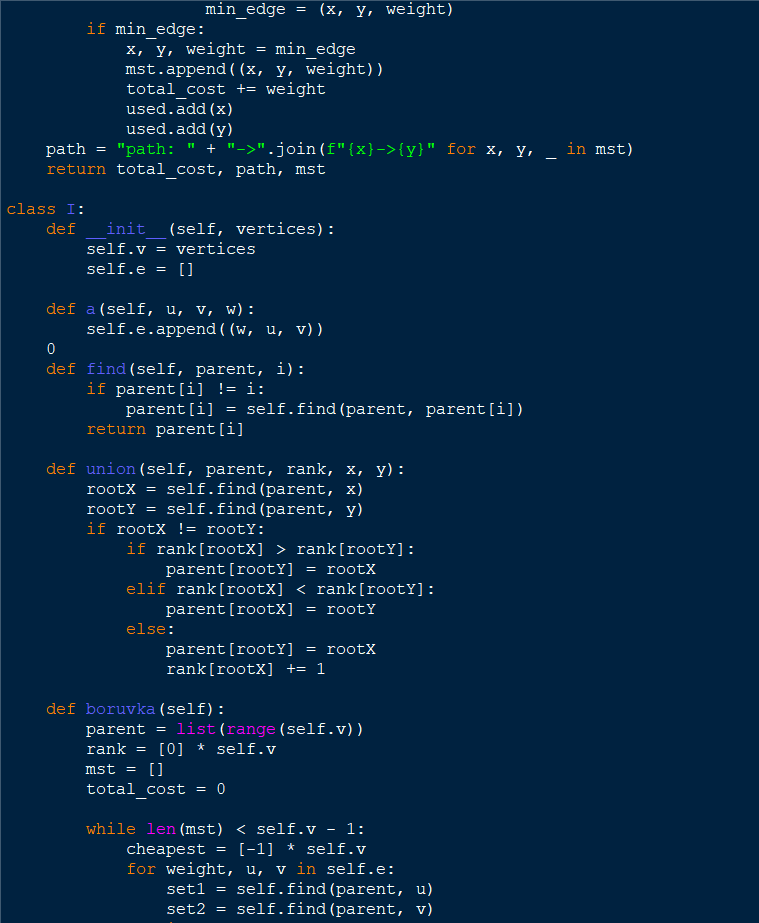 min_edge = (x, y, weight)
        if min_edge:
            x, y, weight = min_edge
            mst.append((x, y, weight))
            total_cost += weight
            used.add(x)
            used.add(y)
    path = "path: " + "->".join(f"{x}->{y}" for x, y, _ in mst)
    return total_cost, path, mst

class I:
    def __init__(self, vertices):
        self.v = vertices
        self.e = []

    def a(self, u, v, w):
        self.e.append((w, u, v))
    0
    def find(self, parent, i):
        if parent[i] != i:
            parent[i] = self.find(parent, parent[i])
        return parent[i]

    def union(self, parent, rank, x, y):
        rootX = self.find(parent, x)
        rootY = self.find(parent, y)
        if rootX != rootY:
            if rank[rootX] > rank[rootY]:
                parent[rootY] = rootX
            elif rank[rootX] < rank[rootY]:
                parent[rootX] = rootY
            else:
                parent[rootY] = rootX
                rank[rootX] += 1

    def boruvka(self):
        parent = list(range(self.v))
        rank = [0] * self.v
        mst = []
        total_cost = 0

        while len(mst) < self.v - 1:
            cheapest = [-1] * self.v
            for weight, u, v in self.e:
                set1 = self.find(parent, u)
                set2 = self.find(parent, v)